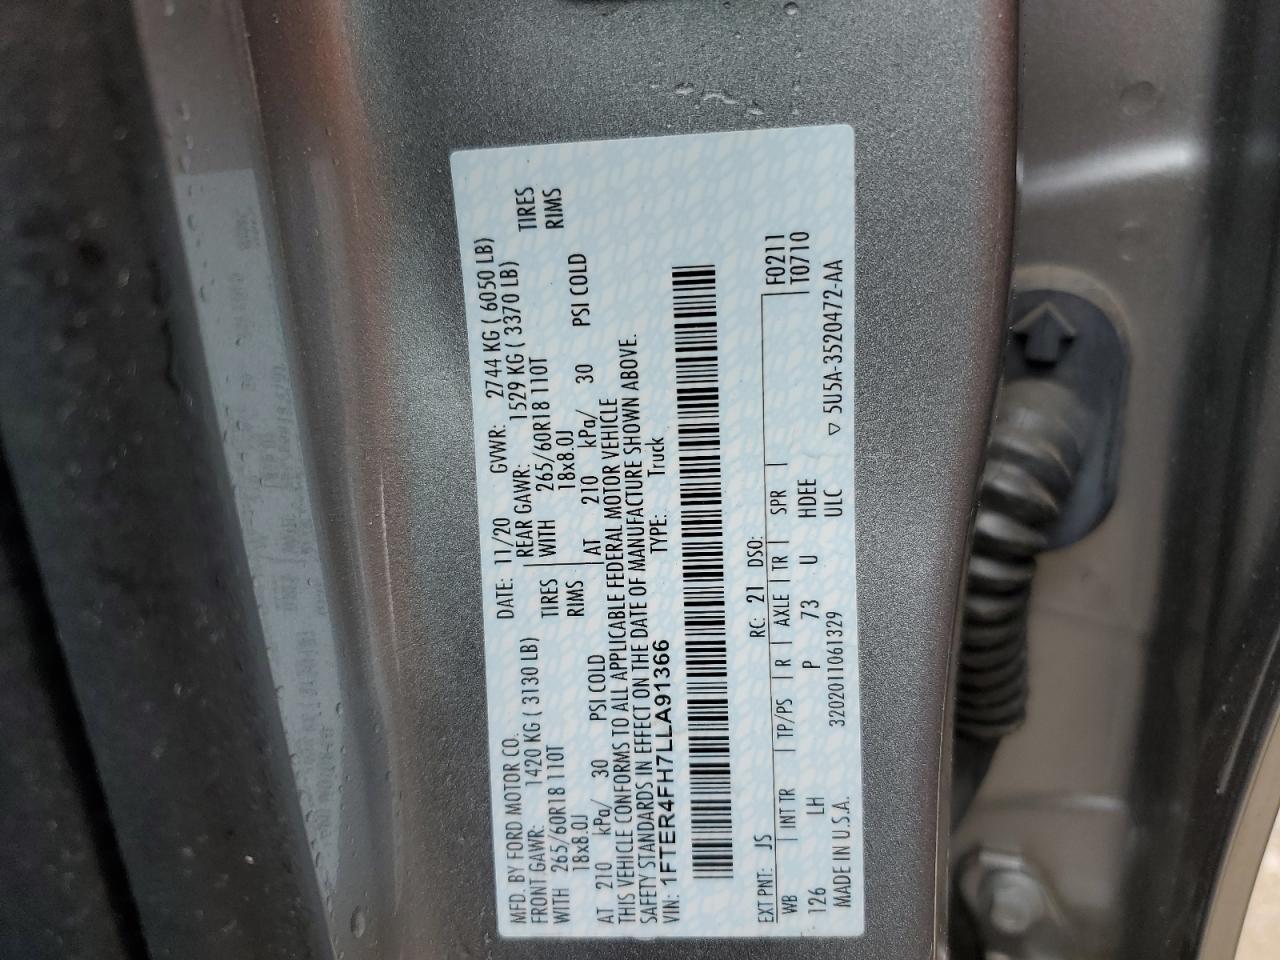 MFD. BY FORD MOTOR CO.
DATE: 11/20 GVWR: 2744 KG ( 6050 LB)
FRONT GAWR: 1420 KG ( 3130 LB)
REAR GAWR: 1529 KG ( 3370 LB)
WITH 265/60R18 110T TIRES
WITH 265/60R18 110T TIRES
18x8.0J RIMS
18x8.0J RIMS
AT 210 kPa/ 30 PSI COLD
AT 210 kPa/ 30 PSI COLD
THIS VEHICLE CONFORMS TO ALL APPLICABLE FEDERAL MOTOR VEHICLE
SAFETY STANDARDS IN EFFECT ON THE DATE OF MANUFACTURE SHOWN ABOVE.
VIN: 1FTER4FH7LLA91366 TYPE: Truck
EXT PNT: JS RC: 21 DSO: F0211
WB INT TR TP/PS R AXLE TR SPR T0710
126 LH P 73 U HDEE
MADE IN U.S.A. 3202011061329 ULC ▽ 5U5A-3520472-AA